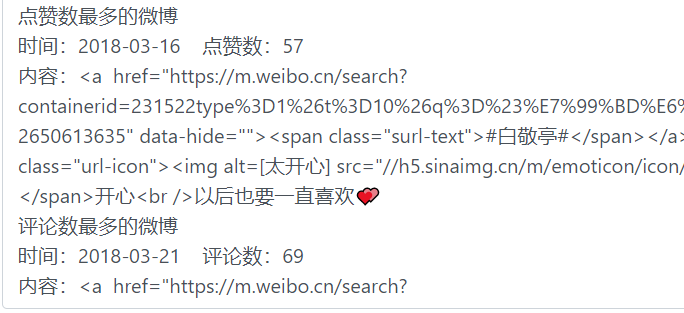 点赞数最多的微博
时间：2018-03-16 点赞数：57
内容：<a href="https://m.weibo.cn/search?
containerid=231522type%3D1%26t%3D10%26q%3D%23%E7%99%BD%E6%
2650613635" data-hide=""><span class="surl-text">#白敬亭#</span></a>
class="url-icon"><img alt=[太开心] src="//h5.sinaimg.cn/m/emoticon/icon/
</span>开心<br />以后也要一直喜欢💕
评论数最多的微博
时间：2018-03-21 评论数：69
内容：<a href="https://m.weibo.cn/search?